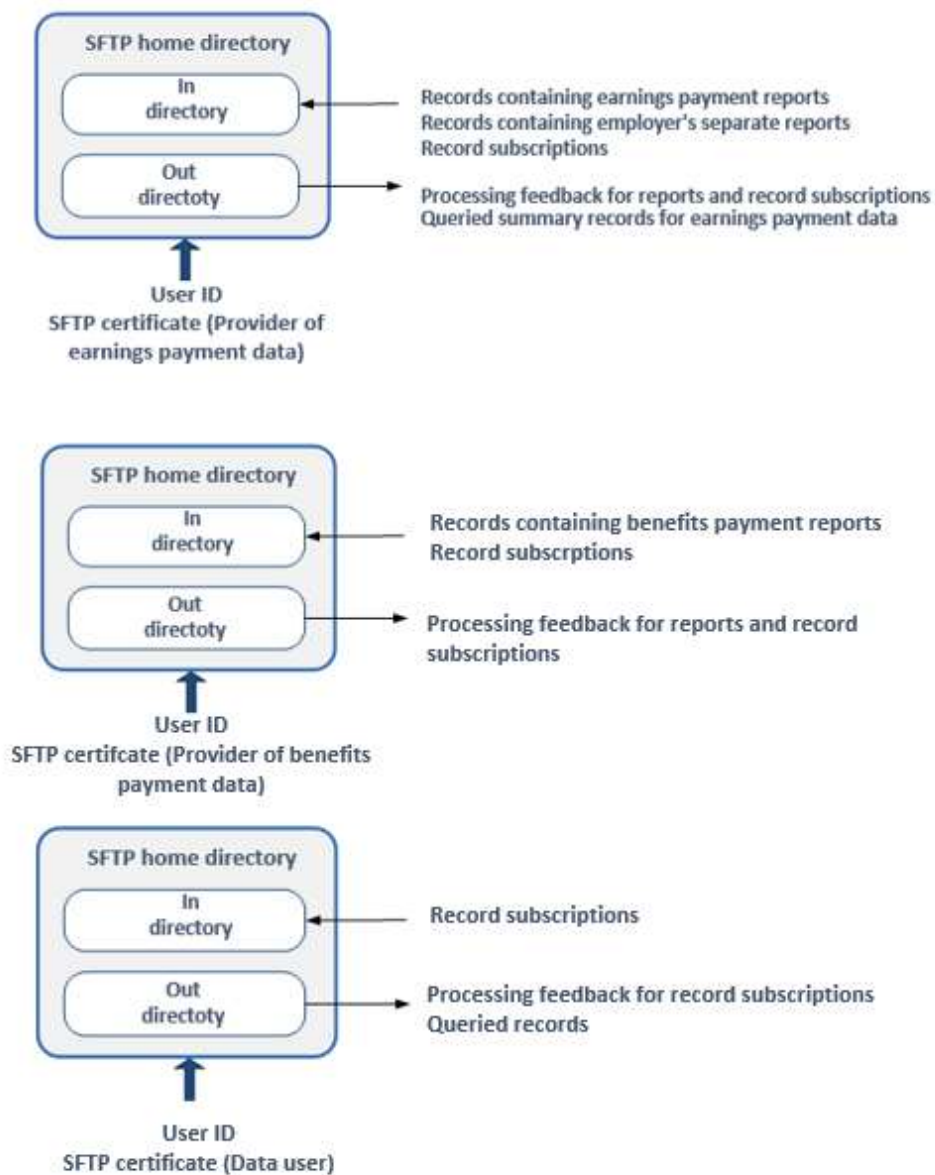 SFTP home directory
In
directory
Records containing earnings payment reports
Records containing employer's separate reports
Record subscriptions
Out
directoty
Processing feedback for reports and record subscriptions
Queried summary records for earnings payment data
User ID
SFTP certificate (Provider of
earnings payment data)
SFTP home directory
In
directory
Records containing benefits payment reports
Record subscrptions
Out
directoty
Processing feedback for reports and record
subscriptions
User ID
SFTP certifcate (Provider of benefits
payment data)
SFTP home directory
In
directory
Record subscriptions
Out
directoty
Processing feedback for record subscriptions
Queried records
User ID
SFTP certificate (Data user)